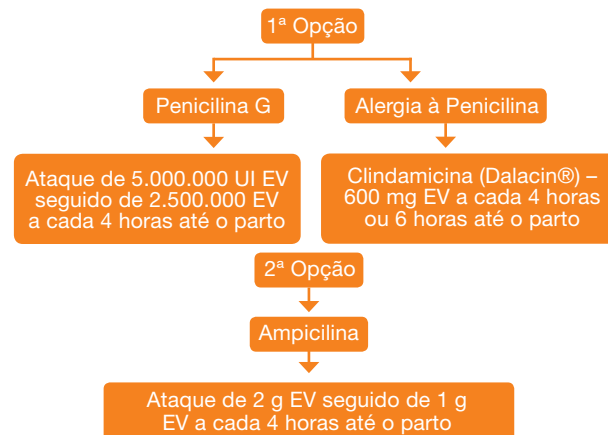 1ª Opção
Penicilina G
Alergia à Penicilina
Ataque de 5.000.000 UI EV
seguido de 2.500.000 EV
a cada 4 horas até o parto
Clindamicina (Dalacin®) –
600 mg EV a cada 4 horas
ou 6 horas até o parto
2ª Opção
Ampicilina
Ataque de 2 g EV seguido de 1 g
EV a cada 4 horas até o parto